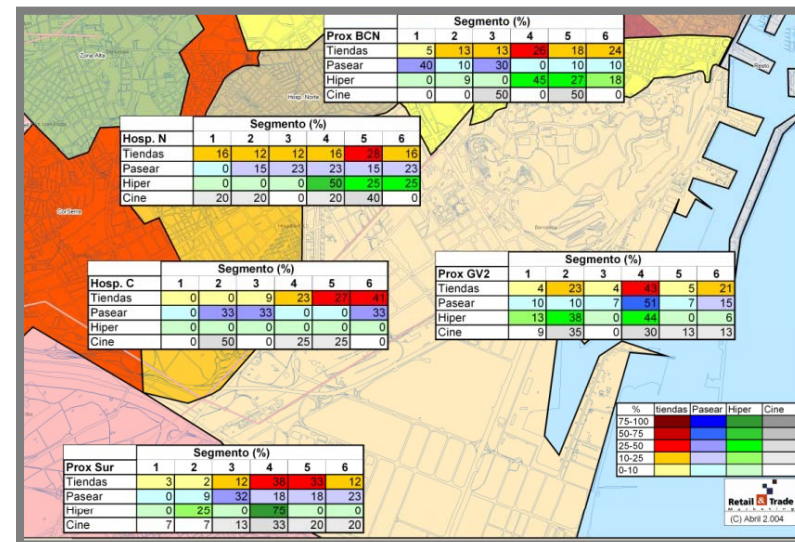 Segmento (%)
Prox BCN 1 2 3 4 5 6
Tiendas 5 13 13 26 18 24
Pasear 40 10 30 0 10 10
Hiper 0 9 0 45 27 18
Cine 0 0 50 0 50 0
Zona Alta
Resto
Hosp. Norte
Segmento (%)
Hosp. N 1 2 3 4 5 6
Tiendas 16 12 12 16 28 16
Pasear 0 15 23 23 15 23
Hiper 0 0 0 50 25 25
Cine 20 20 0 20 40 0
Segmento (%)
Hosp. C 1 2 3 4 5 6
Tiendas 0 0 9 23 27 41
Pasear 0 33 33 0 0 33
Hiper 0 0 0 0 0 0
Cine 0 50 0 25 25 0
Segmento (%)
Prox GV2 1 2 3 4 5 6
Tiendas 4 23 4 43 5 21
Pasear 10 10 7 51 7 15
Hiper 13 38 0 44 0 6
Cine 9 35 0 30 13 13
% tiendas Pasear Hiper Cine
75-100
50-75
25-50
10-25
0-10
Segmento (%)
Prox Sur 1 2 3 4 5 6
Tiendas 3 2 12 38 33 12
Pasear 0 9 32 18 18 23
Hiper 0 25 0 75 0 0
Cine 7 7 13 33 20 20
Retail & Trade
Marketing
(C) Abril 2.004